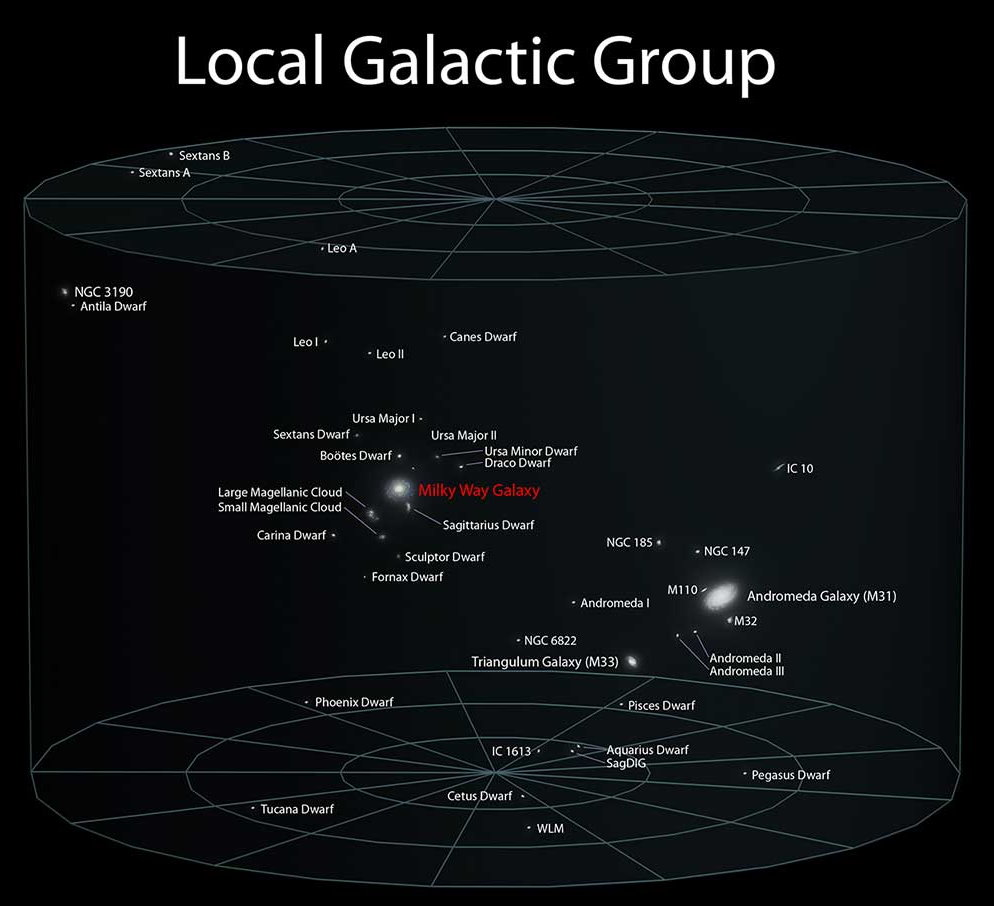 Local Galactic Group
Sextans B
Sextans A
Leo A
NGC 3190
Antila Dwarf
Canes Dwarf
Leo I
Leo II
Ursa Major I
Sextans Dwarf
Ursa Major II
Ursa Minor Dwarf
Boötes Dwarf
Draco Dwarf
IC 10
Milky Way Galaxy
Large Magellanic Cloud
Small Magellanic Cloud
Sagittarius Dwarf
Carina Dwarf
NGC 185
NGC 147
Sculptor Dwarf
Fornax Dwarf
M110
Andromeda Galaxy (M31)
Andromeda I
M32
NGC 6822
Andromeda II
Triangulum Galaxy (M33)
Andromeda III
Phoenix Dwarf
Pisces Dwarf
IC 1613
Aquarius Dwarf
SagDIG
Pegasus Dwarf
Cetus Dwarf
Tucana Dwarf
WLM